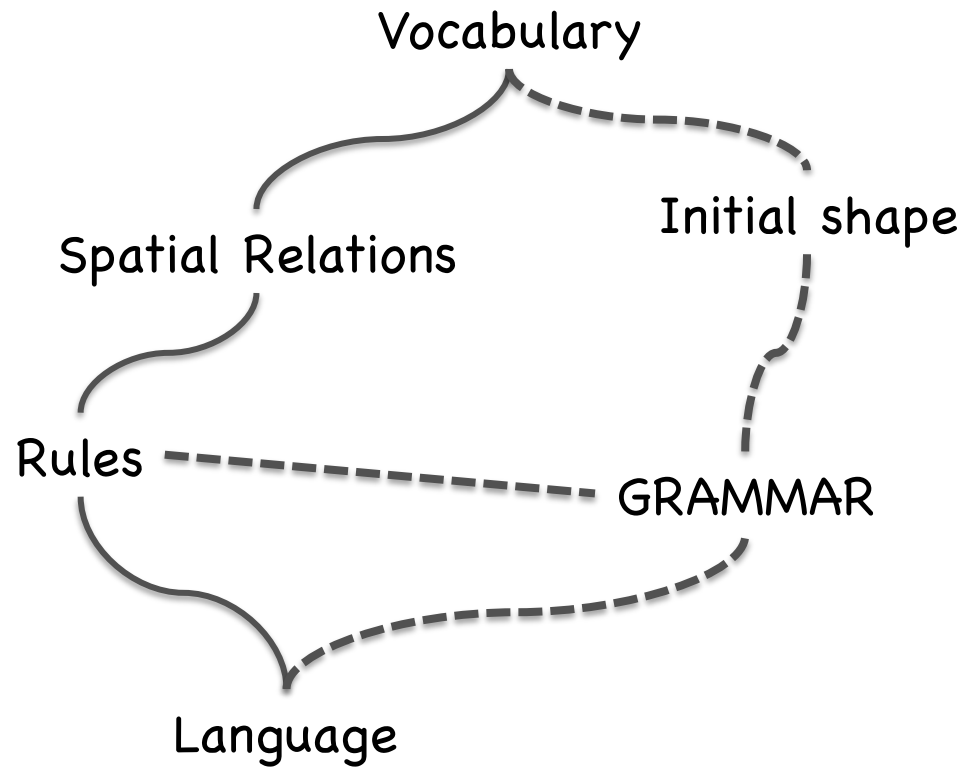 Vocabulary
Initial shape
Spatial Relations
Rules
GRAMMAR
Language